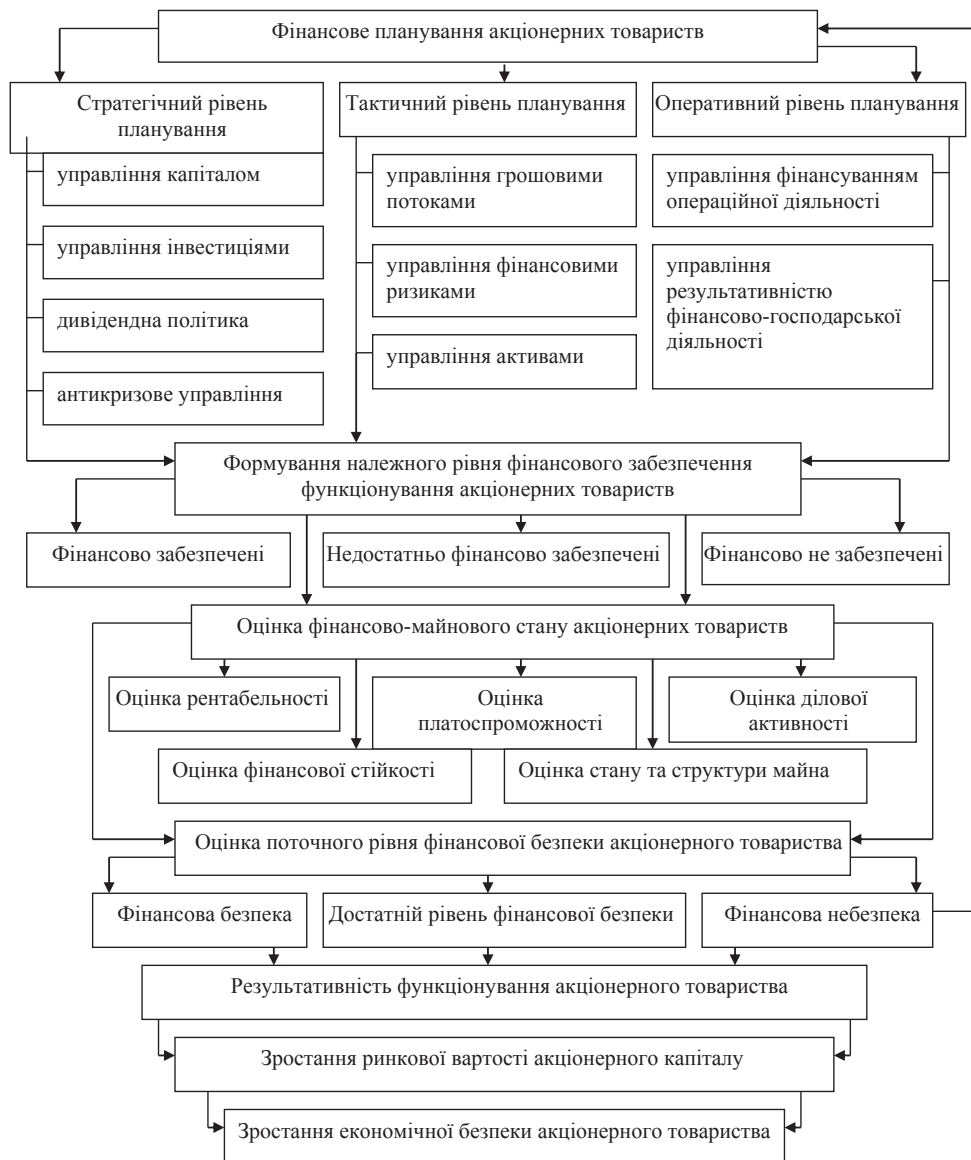 Фінансове планування акціонерних товариств
Стратегічний рівень
планування
Тактичний рівень планування
Оперативний рівень планування
управління капіталом
управління інвестиціями
дивідендна політика
антикризове управління
управління грошовими
потоками
управління фінансовими
ризиками
управління активами
управління фінансуванням
операційної діяльності
управління
результативністю
фінансово-господарської
діяльності
Формування належного рівня фінансового забезпечення
функціонування акціонерних товариств
Фінансово забезпечені
Недостатньо фінансово забезпечені
Фінансово не забезпечені
Оцінка фінансово-майнового стану акціонерних товариств
Оцінка рентабельності
Оцінка
платоспроможності
Оцінка ділової
активності
Оцінка фінансової стійкості
Оцінка стану та структури майна
Оцінка поточного рівня фінансової безпеки акціонерного товариства
Фінансова безпека
Достатній рівень фінансової безпеки
Фінансова небезпека
Результативність функціонування акціонерного товариства
Зростання ринкової вартості акціонерного капіталу
Зростання економічної безпеки акціонерного товариства